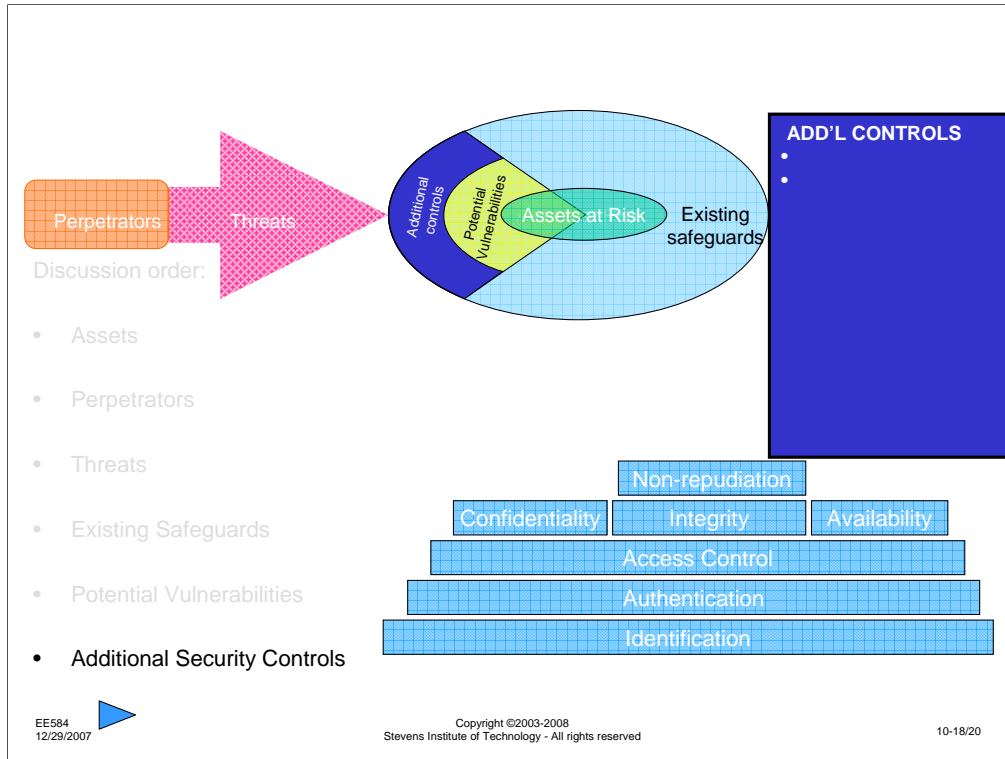 ADD'L CONTROLS
•
•
Perpetrators
Threats
Additional
controls
Potential
Vulnerabilities
Assets at Risk
Existing
safeguards
Discussion order:
• Assets
• Perpetrators
• Threats
• Existing Safeguards
• Potential Vulnerabilities
• Additional Security Controls
Non-repudiation
Confidentiality
Integrity
Availability
Access Control
Authentication
Identification
EE584
12/29/2007
Copyright ©2003-2008
Stevens Institute of Technology - All rights reserved
10-18/20